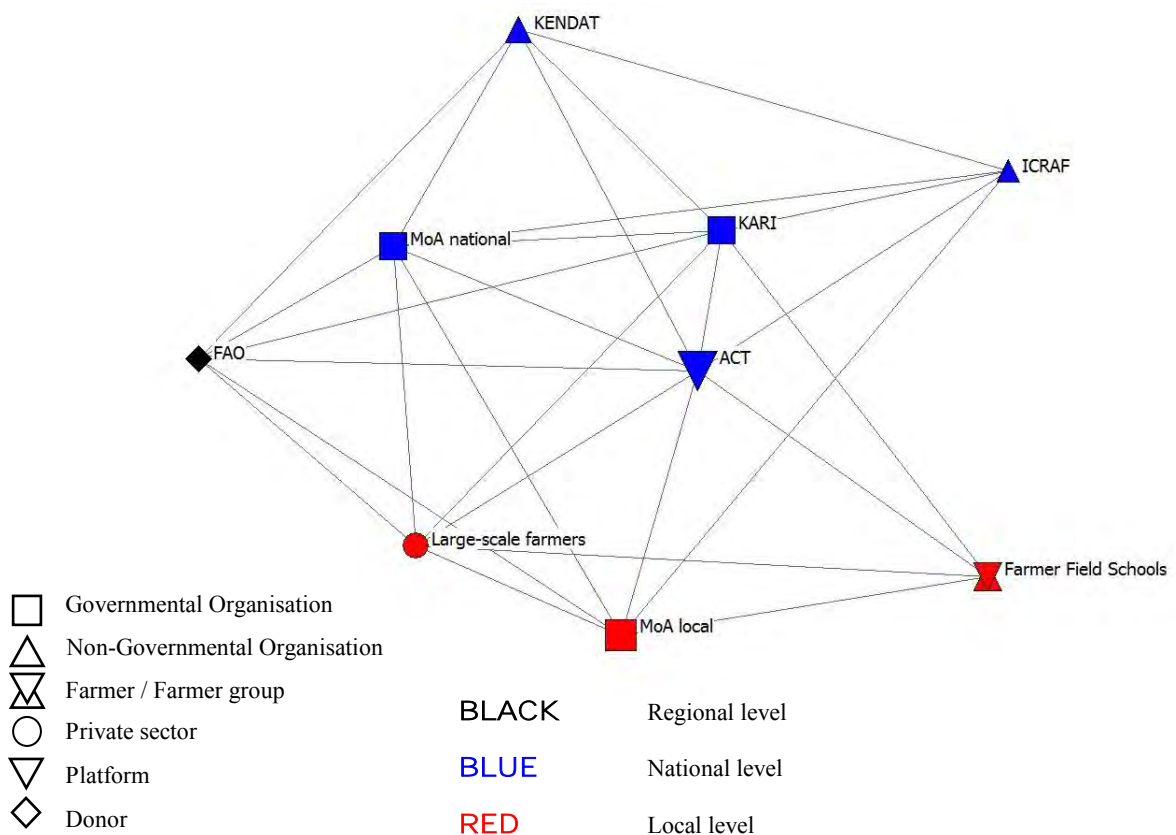 KENDAT
ICRAF
KARI
MoA national
FAO
ACT
Large-scale farmers
Farmer Field Schools
MoA local
Governmental Organisation
Non-Governmental Organisation
Farmer / Farmer group
Private sector
Platform
Donor
BLACK Regional level
BLUE National level
RED Local level